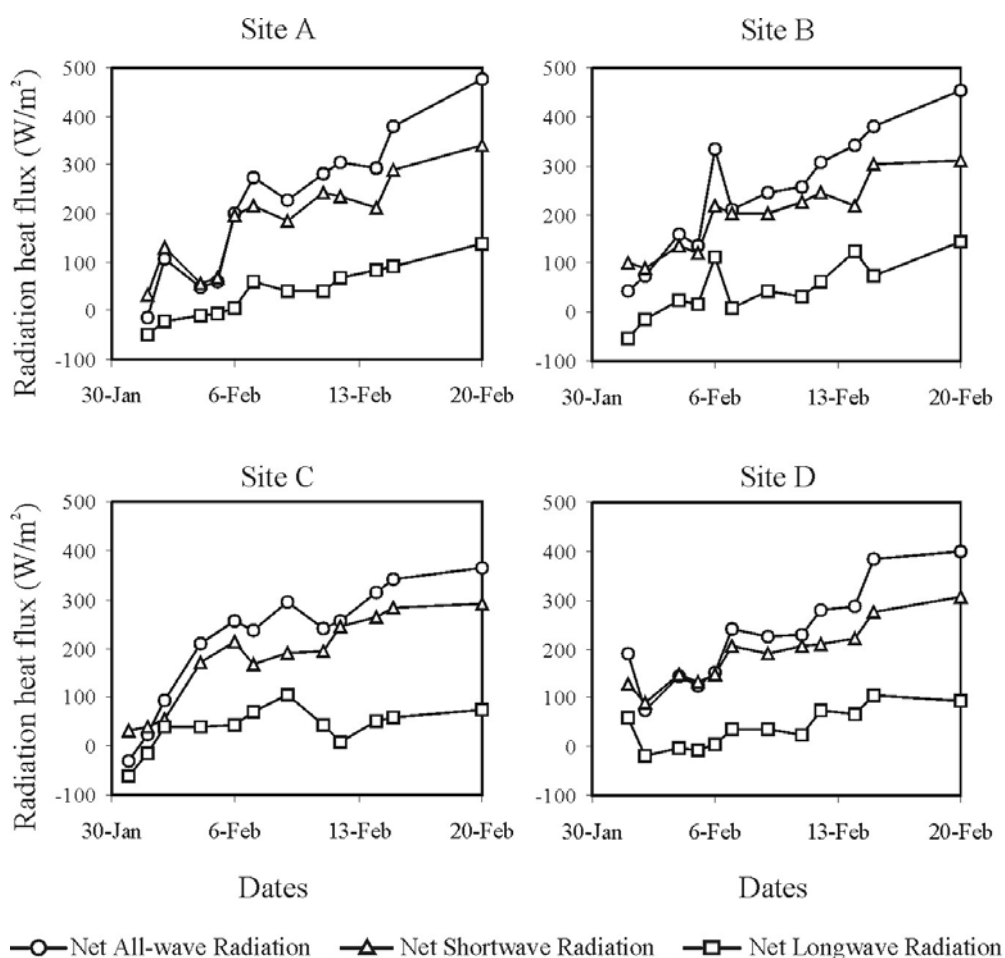 Site A
Site B
Radiation heat flux (W/m²)
500
400
300
200
100
0
-100
30-Jan 6-Feb 13-Feb 20-Feb
500
400
300
200
100
0
-100
30-Jan 6-Feb 13-Feb 20-Feb
Site C
Site D
Radiation heat flux (W/m²)
500
400
300
200
100
0
-100
30-Jan 6-Feb 13-Feb 20-Feb
500
400
300
200
100
0
-100
30-Jan 6-Feb 13-Feb 20-Feb
Dates
Dates
Net All-wave Radiation Net Shortwave Radiation Net Longwave Radiation